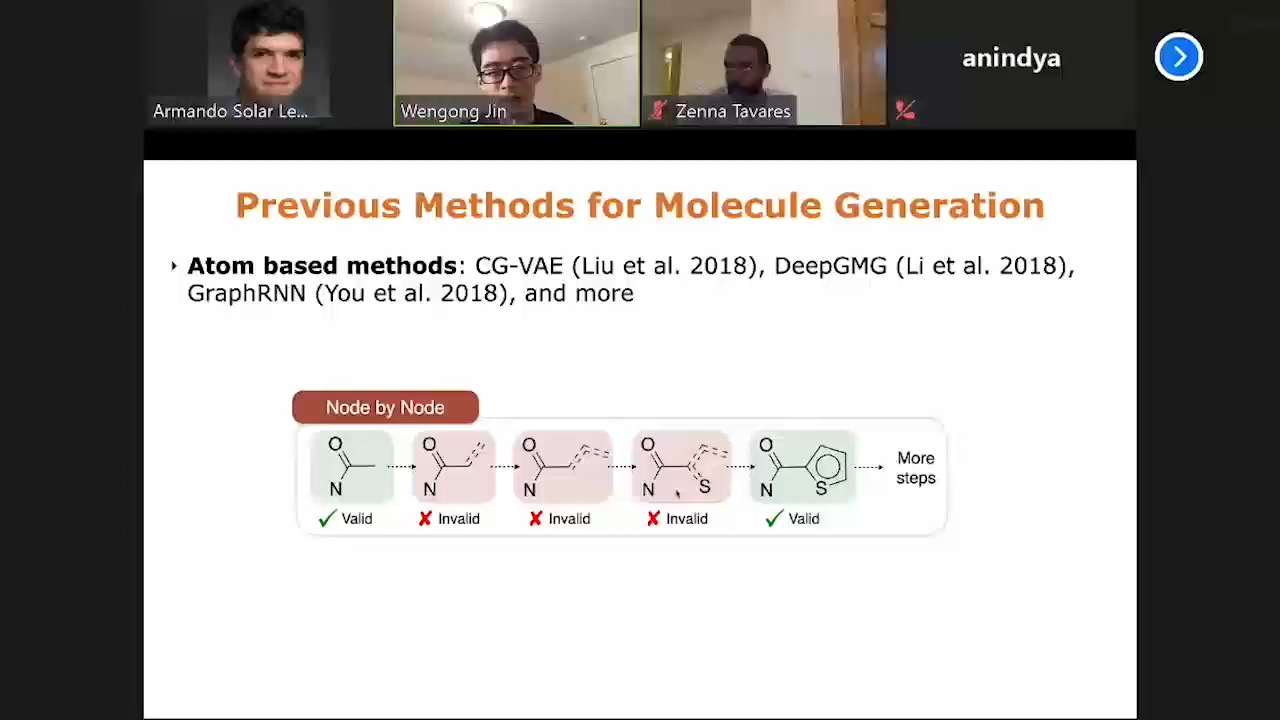 anindya
Armando Solar Le...
Wengong Jin
Zenna Tavares
Previous Methods for Molecule Generation
Atom based methods: CG-VAE (Liu et al. 2018), DeepGMG (Li et al. 2018),
GraphRNN (You et al. 2018), and more
Node by Node
O N
O N
O N
O N S
O N S
More
steps
Valid
Invalid
Invalid
Invalid
Valid